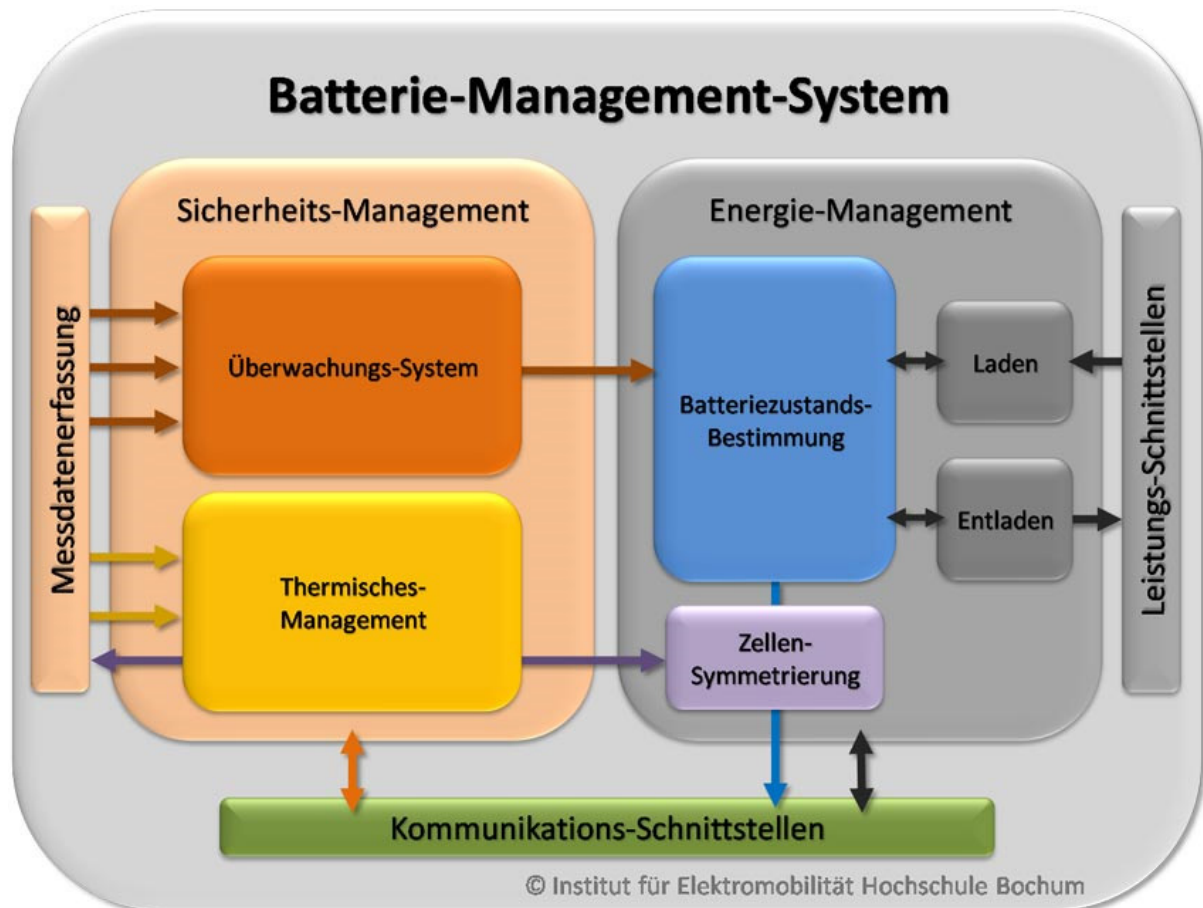 Batterie-Management-System
Sicherheits-Management
Energie-Management
Messdatenerfassung
Überwachungs-System
Batteriezustands-
Bestimmung
Laden
Entladen
Leistungs-Schnittstellen
Thermisches-
Management
Zellen-
Symmetrierung
Kommunikations-Schnittstellen
© Institut für Elektromobilität Hochschule Bochum